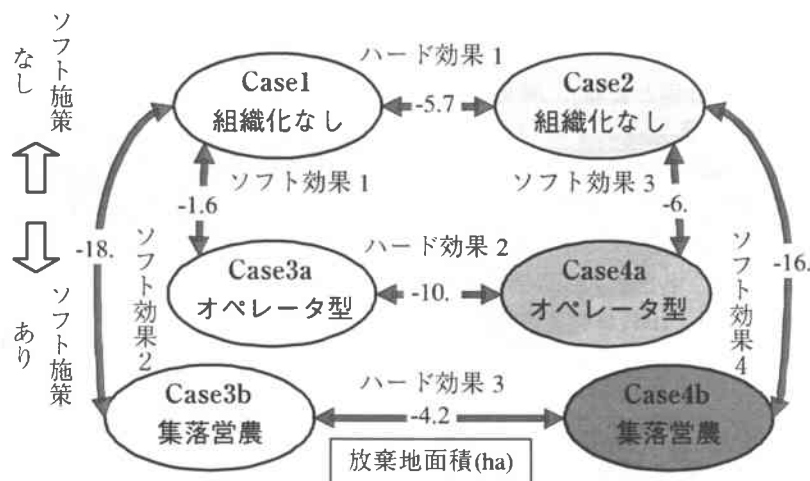 ソフト施策
なし
ハード効果 1
Case1
組織化なし
-5.7
Case2
組織化なし
ソフト効果 1
ソフト効果 3
-1.6
-6.
-18.
ソフト効果 2
ハード効果 2
Case3a
オペレータ型
-10.
Case4a
オペレータ型
-16.
ソフト効果 4
ソフト施策
あり
Case3b
集落営農
ハード効果 3
-4.2
Case4b
集落営農
放棄地面積(ha)